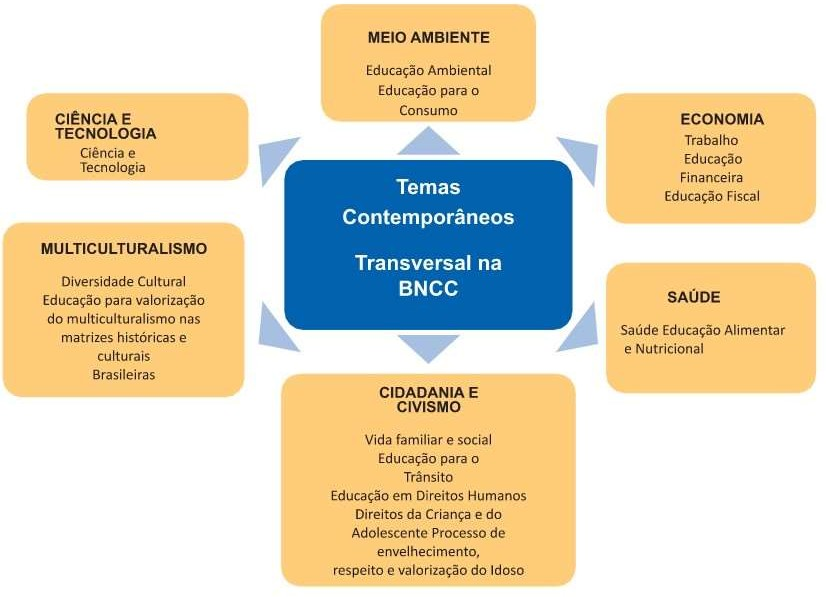 MEIO AMBIENTE
Educação Ambiental
Educação para o
Consumo
CIÊNCIA E
TECNOLOGIA
Ciência e
Tecnologia
ECONOMIA
Trabalho
Educação
Financeira
Educação Fiscal
Temas
Contemporâneos
Transversal na
BNCC
MULTICULTURALISMO
Diversidade Cultural
Educação para valorização
do multiculturalismo nas
matrizes históricas e
culturais
Brasileiras
SAÚDE
Saúde Educação Alimentar
e Nutricional
CIDADANIA E
CIVISMO
Vida familiar e social
Educação para o
Trânsito
Educação em Direitos Humanos
Direitos da Criança e do
Adolescente Processo de
envelhecimento,
respeito e valorização do Idoso